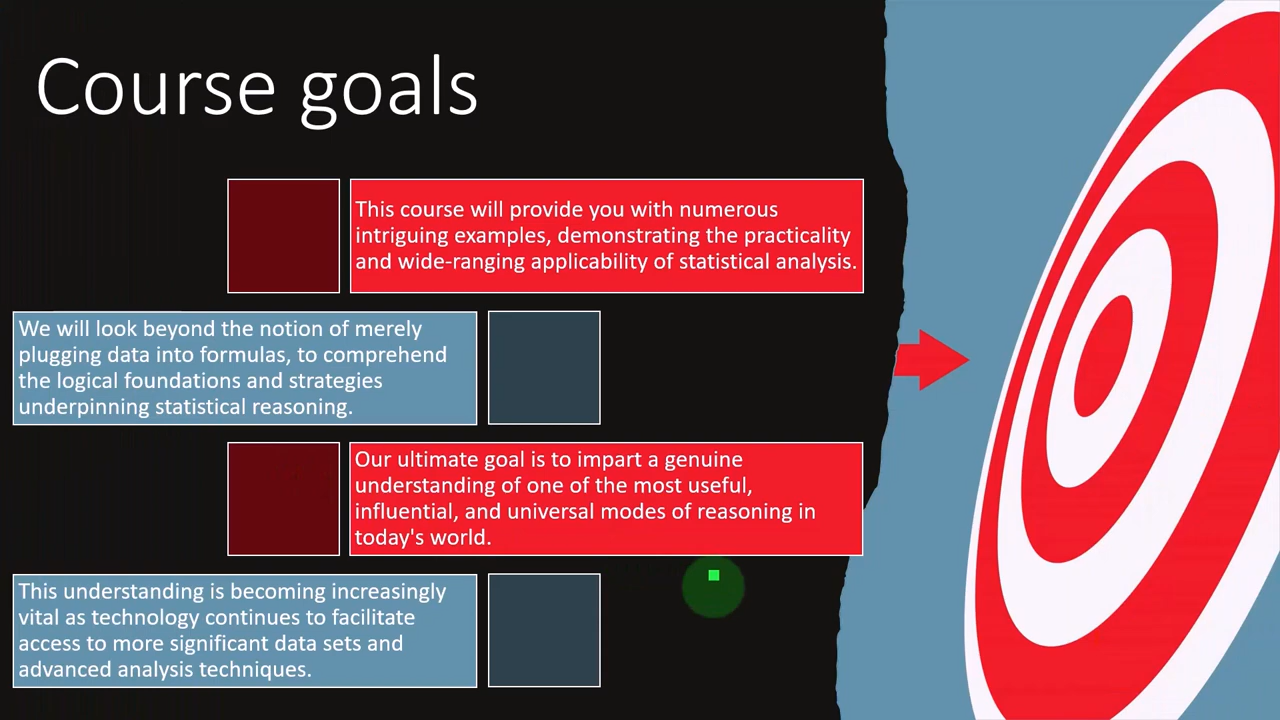 Course goals
This course will provide you with numerous
intriguing examples, demonstrating the practicality
and wide-ranging applicability of statistical analysis.
We will look beyond the notion of merely
plugging data into formulas, to comprehend
the logical foundations and strategies
underpinning statistical reasoning.
Our ultimate goal is to impart a genuine
understanding of one of the most useful,
influential, and universal modes of reasoning in
today's world.
This understanding is becoming increasingly
vital as technology continues to facilitate
access to more significant data sets and
advanced analysis techniques.